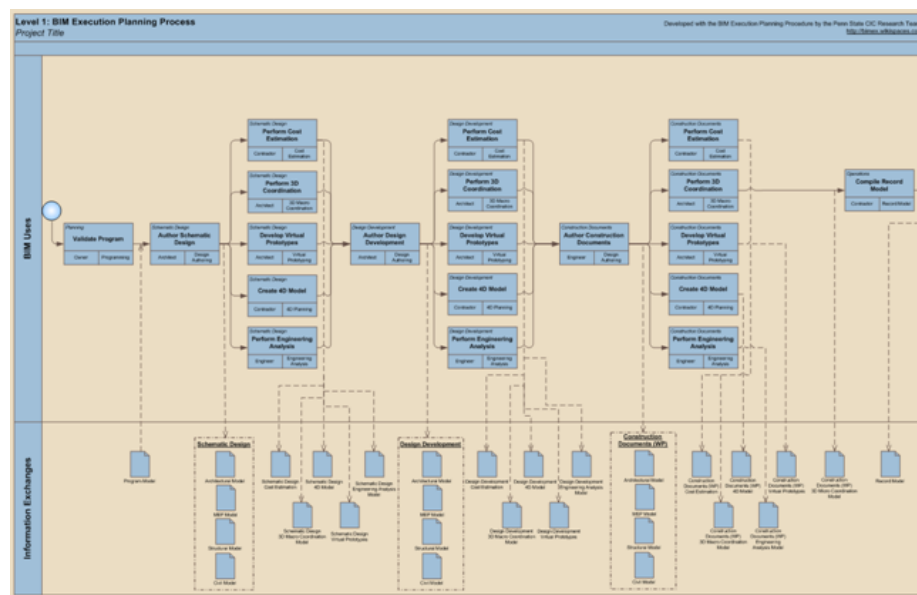 Level 1: BIM Execution Planning Process
Project Title
Developed with the BIM Execution Planning Procedure by the Penn State CIC Research Team
BIM Uses
Planning
Validate Program
Owner
Programming
Schematic Design
Author Schematic
Design
Architect
Design
Authoring
Schematic Design
Perform Cost
Estimation
Contractor
Cost
Estimation
Schematic Design
Perform 3D
Coordination
Architect
3D Macro
Coordination
Schematic Design
Develop Virtual
Prototypes
Architect
Virtual
Prototyping
Schematic Design
Create 4D Model
Contractor
4D Planning
Schematic Design
Perform Engineering
Analysis
Engineer
Engineering
Analysis
Design Development
Author Design
Development
Architect
Design
Authoring
Design Development
Perform Cost
Estimation
Contractor
Cost
Estimation
Design Development
Perform 3D
Coordination
Architect
3D Macro
Coordination
Design Development
Develop Virtual
Prototypes
Architect
Virtual
Prototyping
Design Development
Create 4D Model
Contractor
4D Planning
Design Development
Perform Engineering
Analysis
Engineer
Engineering
Analysis
Construction Documents
Author Construction
Documents
Engineer
Design
Authoring
Construction Documents
Perform Cost
Estimation
Contractor
Cost
Estimation
Construction Documents
Perform 3D
Coordination
Architect
3D Macro
Coordination
Construction Documents
Develop Virtual
Prototypes
Architect
Virtual
Prototyping
Construction Documents
Create 4D Model
Contractor
4D Planning
Construction Documents
Perform Engineering
Analysis
Engineer
Engineering
Analysis
Operations
Compile Record
Model
Contractor
Record Model
Information Exchanges
Program Model
Schematic Design
Architectural Model
MEP Model
Structural Model
Civil Model
Schematic Design
Cost Estimation
Schematic Design
4D Model
Schematic Design
Engineering Analysis
Model
Schematic Design
3D Macro Coordination
Model
Schematic Design
Virtual Prototypes
Design Development
Architectural Model
MEP Model
Structural Model
Civil Model
Design Development
Cost Estimation
Design Development
4D Model
Design Development
Engineering Analysis
Model
Design Development
3D Macro Coordination
Model
Design Development
Virtual Prototypes
Construction
Documents (WP)
Architectural Model
MEP Model
Structural Model
Civil Model
Construction
Documents (WP)
Cost Estimation
Construction
Documents (WP)
4D Model
Construction
Documents (WP)
Virtual Prototypes
Construction
Documents (WP)
3D Macro Coordination
Model
Construction
Documents (WP)
3D Macro Coordination
Model
Construction
Documents (WP)
Engineering
Analysis Model
Record Model